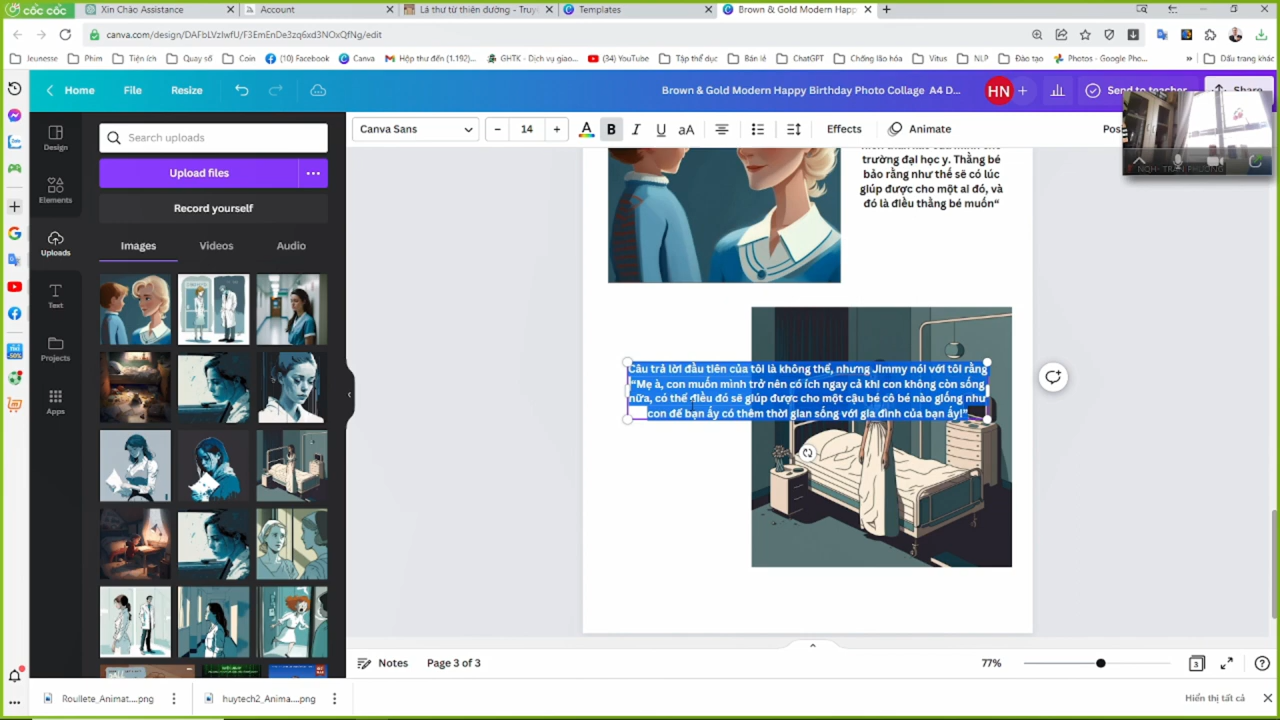 cốc cốc
Xin Chào Assistance
Account
Lá thư từ thiên đường - Truye
Templates
Brown & Gold Modern Happ
canva.com/design/DAFbLVzIwfU/F3EmEnDe3zq6xd3NOxQfNg/edit
Jeunesse
Phim
Tiện ích
Quay số
Coin
(10) Facebook
Canva
Hộp thư đến (1.192)...
GHTK - Dịch vụ giao...
(34) YouTube
Tập thể dục
Bán lẻ
ChatGPT
Chống lão hóa
Vitus
NLP
Đào tạo
Photos - Google Pho...
Dấu trang khác
Home
File
Resize
Brown & Gold Modern Happy Birthday Photo Collage A4 D...
HN
Send to teacher
Share
Design
Elements
Uploads
Text
Projects
Apps
Search uploads
Upload files
Record yourself
Images
Videos
Audio
Canva Sans
14
A
B
I
U
aA
Effects
Animate
Pos
NQH- TRAN PHUONG
trường đại học y. Thằng bé
bảo rằng như thế sẽ có lúc
giúp được cho một ai đó, và
đó là điều thằng bé muốn“
Câu trả lời đầu tiên của tôi là không thể, nhưng Jimmy nói với tôi rằng
“Mẹ à, con muốn mình trở nên có ích ngay cả khi con không còn sống
nữa, có thể điều đó sẽ giúp được cho một cậu bé cô bé nào giống như
con để bạn ấy có thêm thời gian sống với gia đình của bạn ấy!”
Notes
Page 3 of 3
77%
3
Roullete_Animat....png
huytech2_Anima....png
Hiển thị tất cả